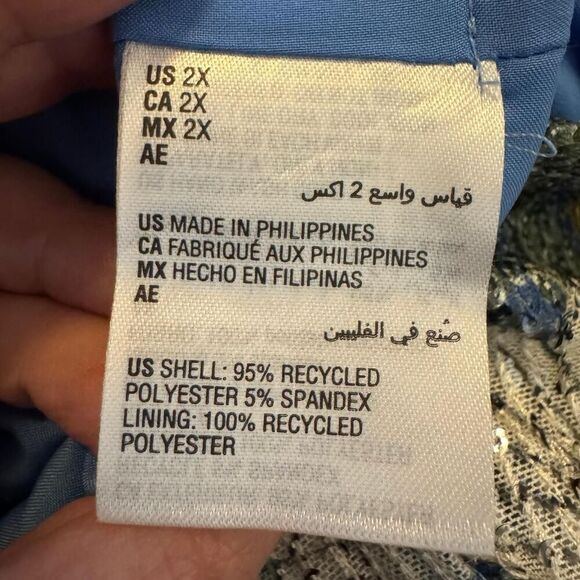 US 2X
CA 2X
MX 2X
AE
قياس واسع 2 اكس
US MADE IN PHILIPPINES
CA FABRIQUÉ AUX PHILIPPINES
MX HECHO EN FILIPINAS
AE
صُنع في الفلبين
US SHELL: 95% RECYCLED
POLYESTER 5% SPANDEX
LINING: 100% RECYCLED
POLYESTER